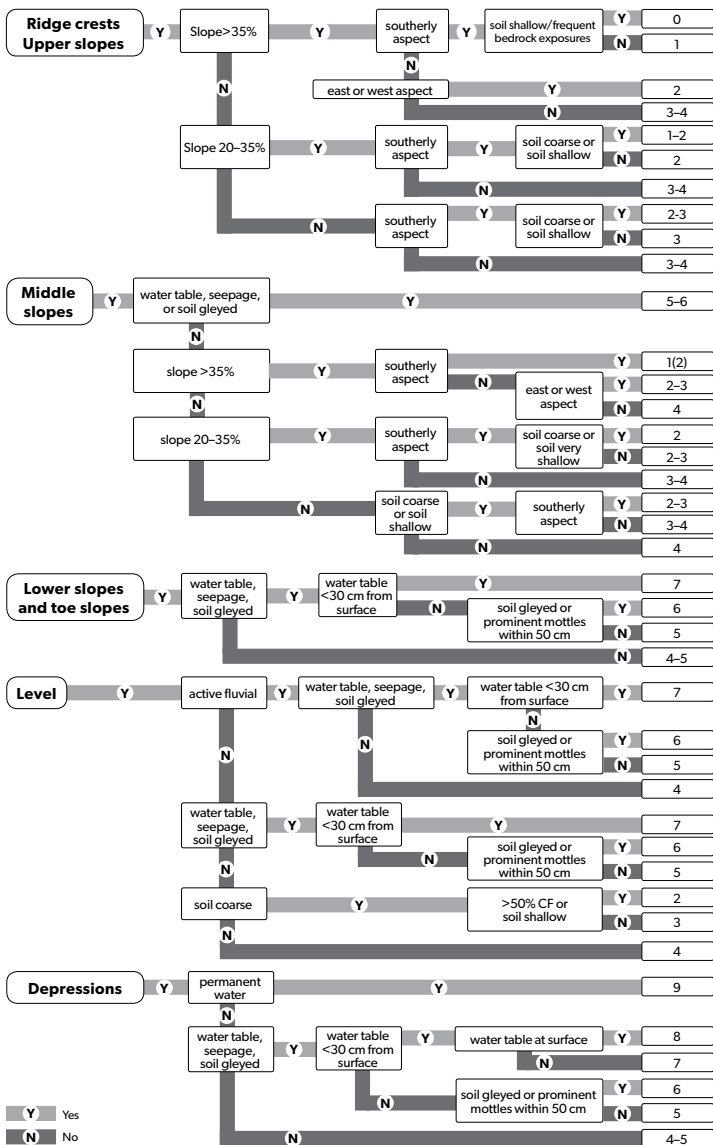 Ridge crests
Upper slopes
Y
Slope>35%
Y
southerly
aspect
Y
soil shallow/frequent
bedrock exposures
Y
0
N
1
N
N
east or west aspect
Y
2
N
3–4
Slope 20–35%
Y
southerly
aspect
Y
soil coarse or
soil shallow
Y
1–2
N
2
N
3-4
N
southerly
aspect
Y
soil coarse or
soil shallow
Y
2-3
N
3
N
3–4
Middle
slopes
Y
water table, seepage,
or soil gleyed
Y
5–6
N
slope >35%
Y
southerly
aspect
Y
1(2)
N
east or west
aspect
Y
2–3
N
4
N
slope 20–35%
Y
southerly
aspect
Y
soil coarse or
soil very
shallow
Y
2
N
2–3
N
3–4
N
soil coarse
or soil
shallow
Y
southerly
aspect
Y
2–3
N
3–4
N
4
Lower slopes
and toe slopes
Y
water table,
seepage,
soil gleyed
Y
water table
<30 cm from
surface
Y
7
N
soil gleyed or
prominent mottles
within 50 cm
Y
6
N
5
N
4–5
Level
Y
active fluvial
Y
water table, seepage,
soil gleyed
Y
water table <30 cm
from surface
Y
7
N
N
N
soil gleyed or
prominent mottles
within 50 cm
Y
6
N
5
4
water table,
seepage,
soil gleyed
Y
water table
<30 cm from
surface
Y
7
N
soil gleyed or
prominent mottles
within 50 cm
Y
6
N
5
N
soil coarse
Y
>50% CF or
soil shallow
Y
2
N
3
N
4
Depressions
Y
permanent
water
Y
9
N
water table,
seepage,
soil gleyed
Y
water table
<30 cm from
surface
Y
water table at surface
Y
8
N
7
N
soil gleyed or prominent
mottles within 50 cm
Y
6
N
5
N
4–5
Y Yes
N No